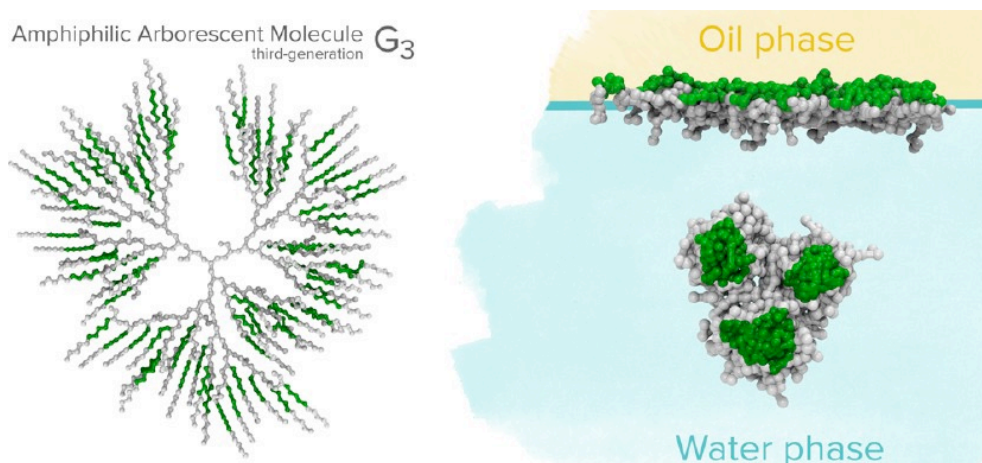 Amphiphilic Arborescent Molecule G3
third-generation
Oil phase
Water phase